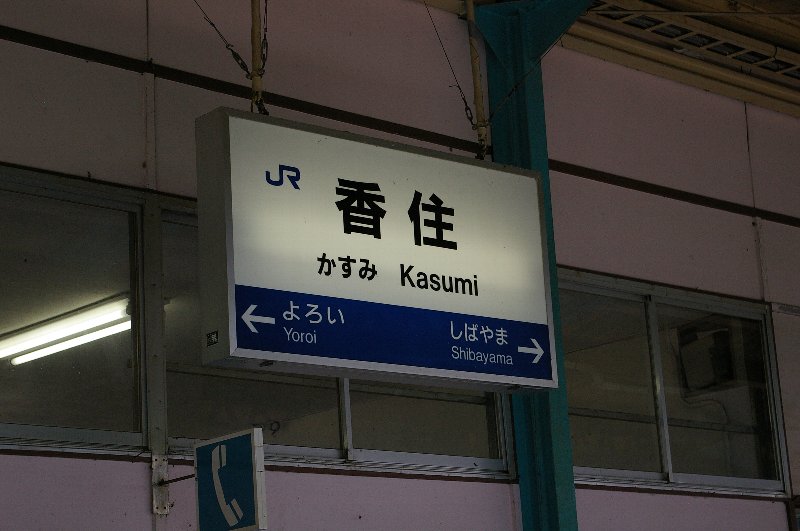 JR
香住
かすみ Kasumi
← よろい
Yoroi
しばやま →
Shibayama